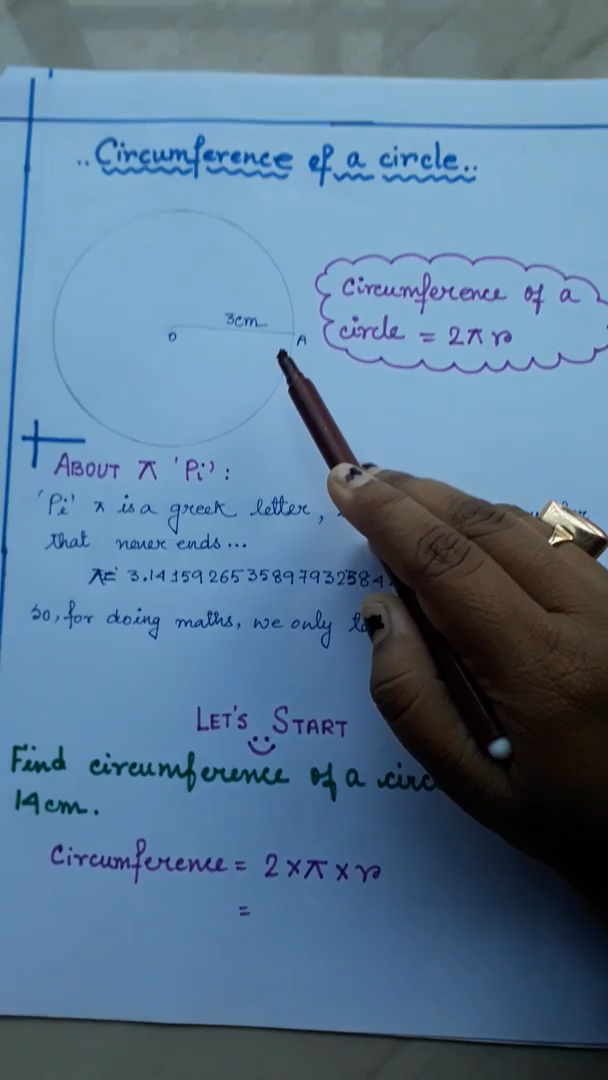 ..Circumference of a circle..
3cm
O
A
Circumference of a
circle = 2πr
ABOUT π 'Pi':
'Pi' π is a greek letter,
that never ends...
π= 3.1415926535897932384
So, for doing maths, we only
LET'S START
Find circumference of a
14cm.
Circumference = 2×π×r
=